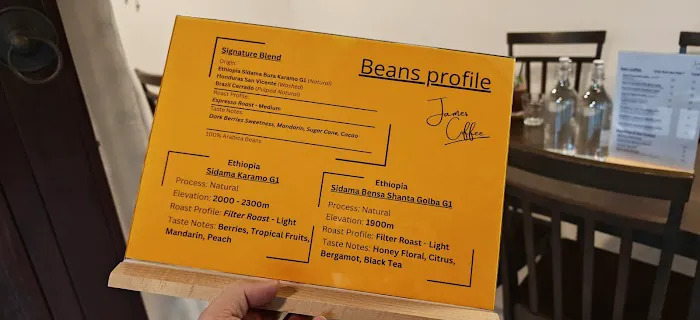 Beans profile
James
Coffee
Signature Blend
Origin:
Ethiopia Sidama Bura Karamo G1 (Natural)
Honduras San Vicente (Washed)
Brazil Cerrado (Pulped Natural)
Roast Profile:
Espresso Roast - Medium
Taste Notes:
Dark Berries Sweetness, Mandarin, Sugar Cane, Cacao
100% Arabica Beans
Ethiopia
Sidama Karamo G1
Process: Natural
Elevation: 2000 - 2300m
Roast Profile: Filter Roast - Light
Taste Notes: Berries, Tropical Fruits,
Mandarin, Peach
Ethiopia
Sidama Bensa Shanta Golba G1
Process: Natural
Elevation: 1900m
Roast Profile: Filter Roast - Light
Taste Notes: Honey Floral, Citrus,
Bergamot, Black Tea